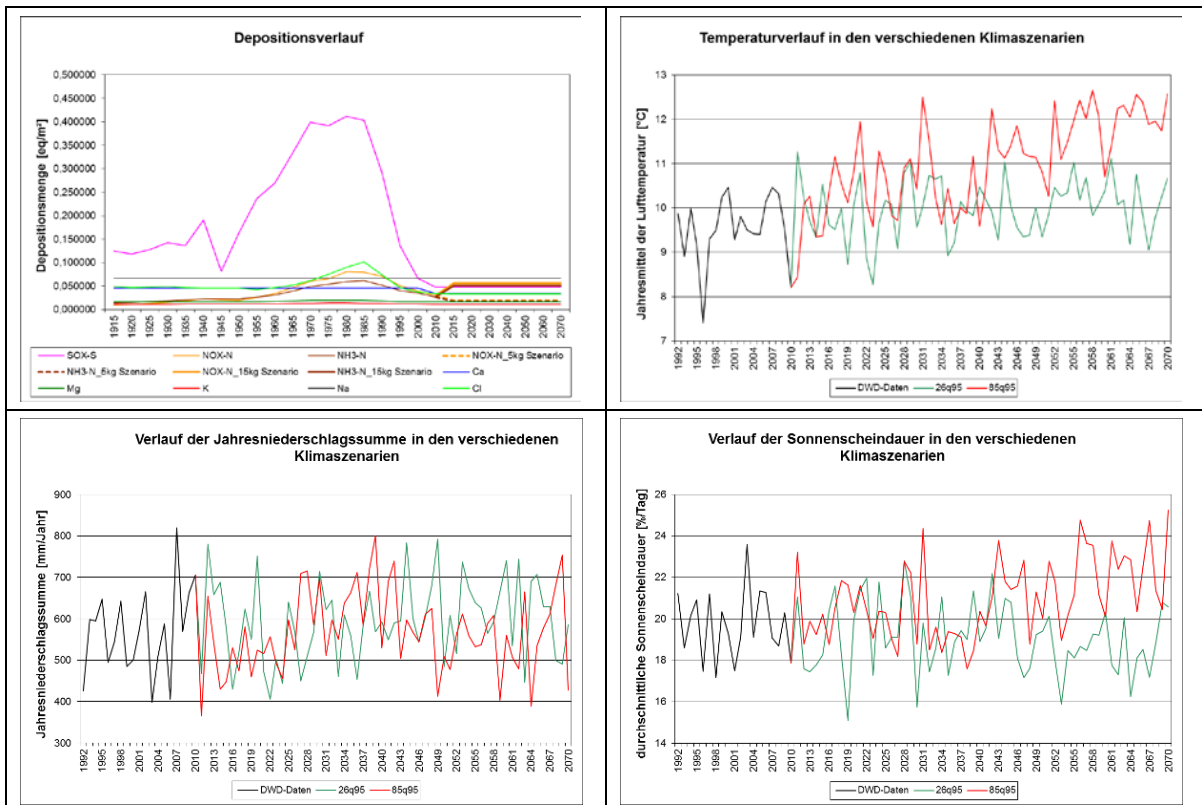 Depositionsverlauf
Depositionsmenge [eq/m²]
0,500000
0,450000
0,400000
0,350000
0,300000
0,250000
0,200000
0,150000
0,100000
0,050000
0,000000
1915 1920 1925 1930 1935 1940 1945 1950 1955 1960 1965 1970 1975 1980 1985 1990 1995 2000 2010 2015 2020 2030 2040 2050 2060 2070
SOX-S NOX-N NH3-N NOX-N_5kg Szenario
NH3-N_5kg Szenario NOX-N_15kg Szenario NH3-N_15kg Szenario Ca
Mg K Na Cl
Temperaturverlauf in den verschiedenen Klimaszenarien
Jahresmittel der Lufttemperatur [°C]
13
12
11
10
9
8
7
1992 1995 1998 2001 2004 2007 2010 2013 2016 2019 2022 2025 2028 2031 2034 2037 2040 2043 2046 2049 2052 2055 2058 2061 2064 2067 2070
DWD-Daten 26q95 85q95
Verlauf der Jahresniederschlagssumme in den verschiedenen
Klimaszenarien
Jahresniederschlagssumme [mm/Jahr]
900
800
700
600
500
400
300
1992 1995 1998 2001 2004 2007 2010 2013 2016 2019 2022 2025 2028 2031 2034 2037 2040 2043 2046 2049 2052 2055 2058 2061 2064 2067 2070
DWD-Daten 26q95 85q95
Verlauf der Sonnenscheindauer in den verschiedenen
Klimaszenarien
durchschnittliche Sonnenscheindauer [%/Tag]
26
24
22
20
18
16
14
1992 1995 1998 2001 2004 2007 2010 2013 2016 2019 2022 2025 2028 2031 2034 2037 2040 2043 2046 2049 2052 2055 2058 2061 2064 2067 2070
DWD-Daten 26q95 85q95